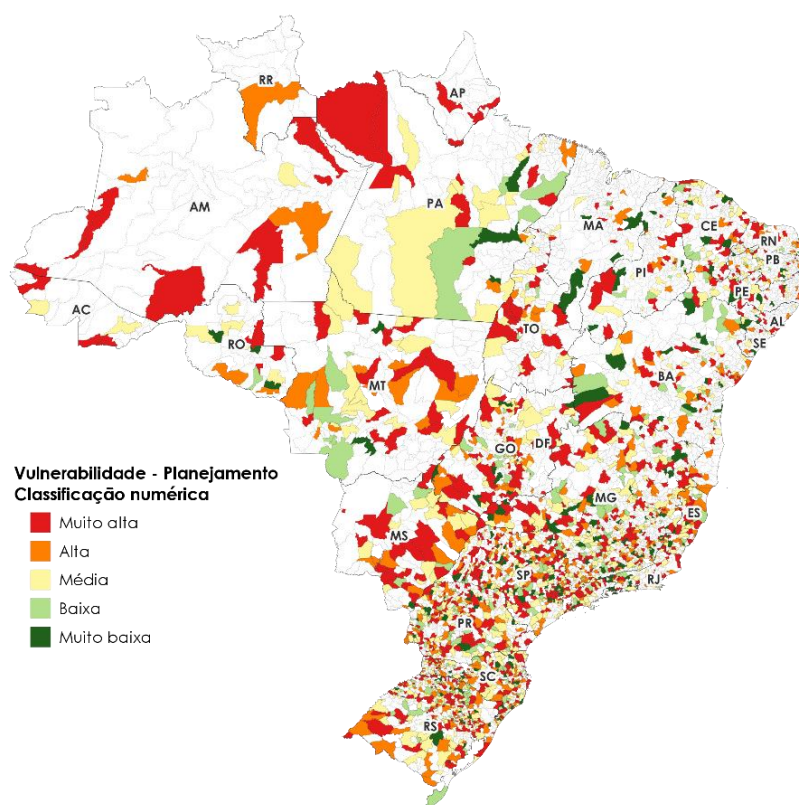 RR
AP
AM
PA
MA
CE
RN
PB
PI
PE
AC
AL
TO
SE
RO
BA
MT
DF
GO
Vulnerabilidade - Planejamento
Classificação numérica
Muito alta
Alta
Média
Baixa
Muito baixa
MG
ES
MS
SP
RJ
PR
SC
RS